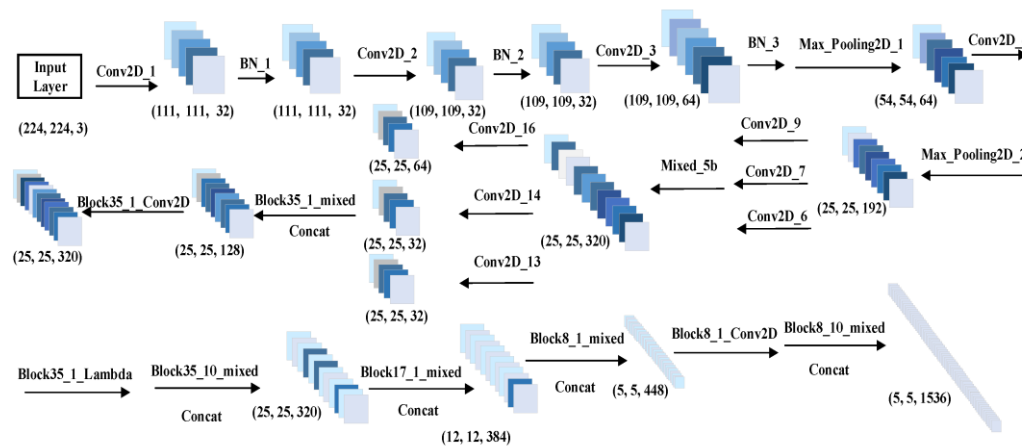 Input
Layer
(224, 224, 3)
Conv2D_1
(111, 111, 32)
BN_1
(111, 111, 32)
Conv2D_2
(109, 109, 32)
BN_2
(109, 109, 32)
Conv2D_3
(109, 109, 64)
BN_3
Max_Pooling2D_1
(54, 54, 64)
Conv2D_
Max_Pooling2D_2
(25, 25, 192)
Conv2D_9
Conv2D_7
Conv2D_6
Mixed_5b
(25, 25, 320)
Conv2D_16
(25, 25, 64)
Conv2D_14
(25, 25, 32)
Conv2D_13
(25, 25, 32)
Block35_1_mixed
Concat
(25, 25, 128)
Block35_1_Conv2D
(25, 25, 320)
Block35_1_Lambda
Block35_10_mixed
Concat
(25, 25, 320)
Block17_1_mixed
Concat
(12, 12, 384)
Block8_1_mixed
Concat
(5, 5, 448)
Block8_1_Conv2D
Block8_10_mixed
Concat
(5, 5, 1536)